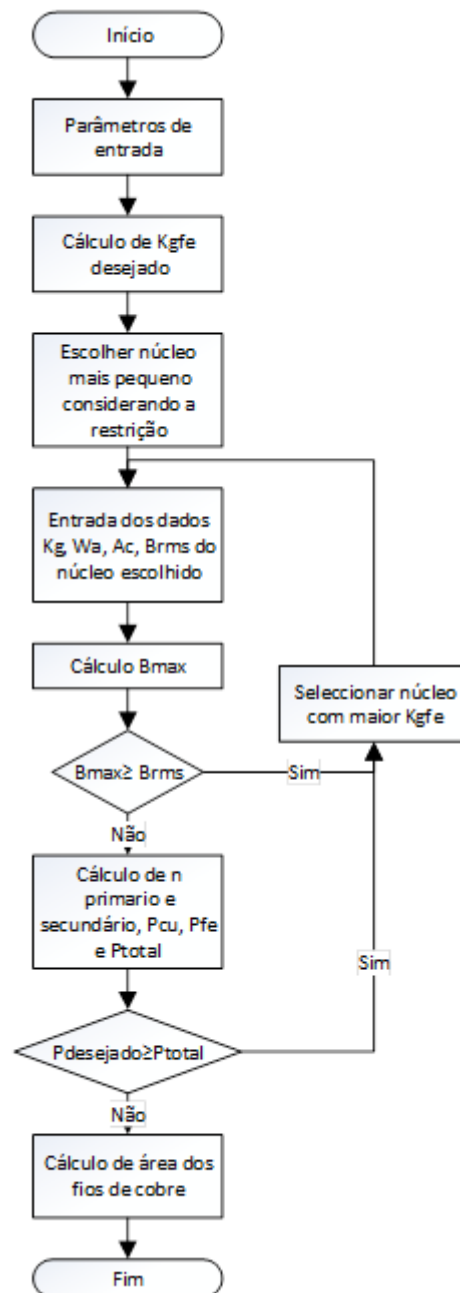 Início
Parâmetros de
entrada
Cálculo de Kgfe
desejado
Escolher núcleo
mais pequeno
considerando a
restrição
Entrada dos dados
Kg, Wa, Ac, Brms do
núcleo escolhido
Cálculo Bmax
Seleccionar núcleo
com maior Kgfe
Bmax≥ Brms
Sim
Não
Cálculo de n
primario e
secundário, Pcu, Pfe
e Ptotal
Sim
Pdesejado≥Ptotal
Não
Cálculo de área dos
fios de cobre
Fim